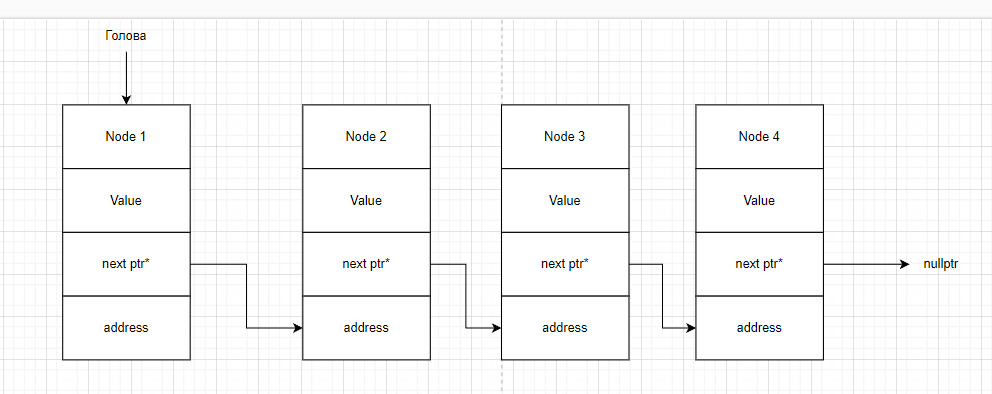 Голова
Node 1
Node 2
Node 3
Node 4
Value
Value
Value
Value
next ptr*
next ptr*
next ptr*
next ptr*
nullptr
address
address
address
address